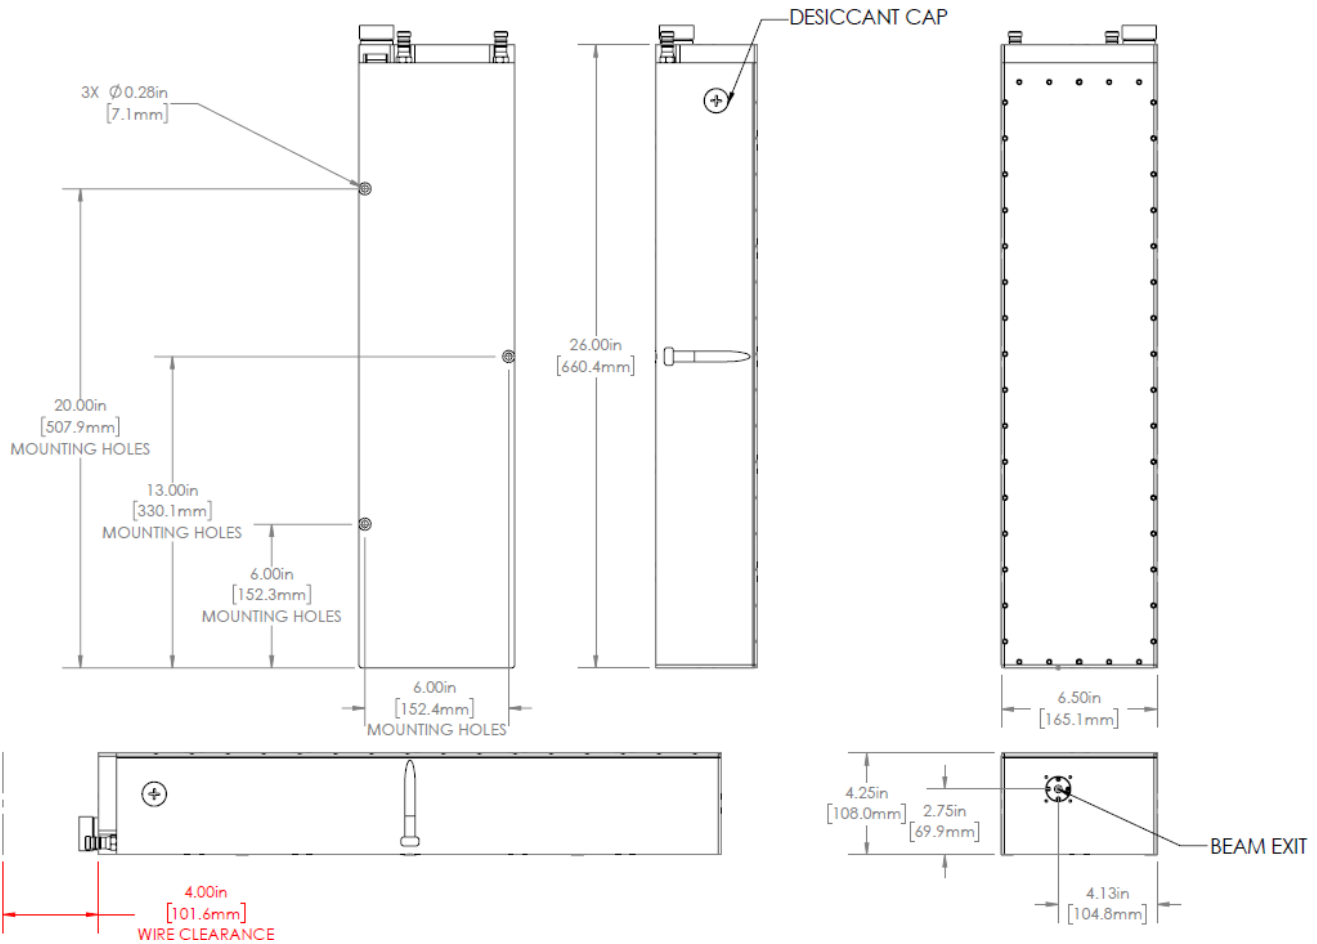 DESICCANT CAP
3X Ø0.28in
[7.1mm]
26.00in
[660.4mm]
20.00in
[507.9mm]
MOUNTING HOLES
13.00in
[330.1mm]
MOUNTING HOLES
6.00in
[152.3mm]
MOUNTING HOLES
6.00in
[152.4mm]
MOUNTING HOLES
6.50in
[165.1mm]
4.25in
[108.0mm]
2.75in
[69.9mm]
BEAM EXIT
4.00in
[101.6mm]
WIRE CLEARANCE
4.13in
[104.8mm]